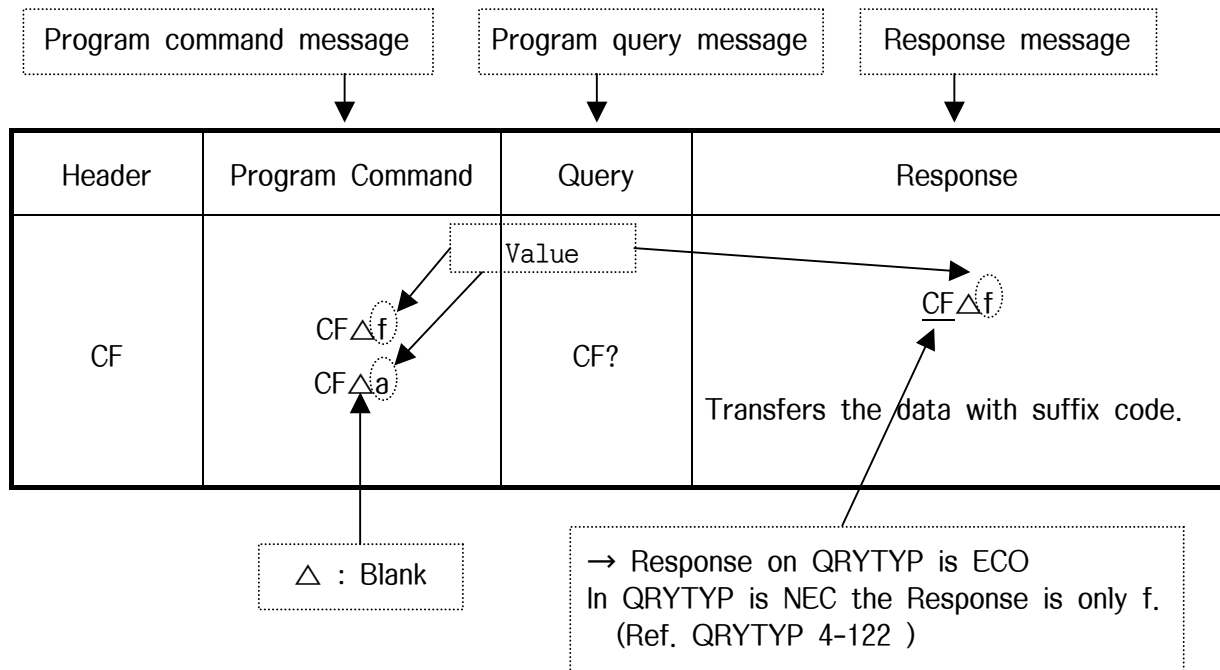 Program command message
Program query message
Response message
Header
Program Command
Query
Response
Value
CF
CF△f
CF△a
CF?
CF△f
Transfers the data with suffix code.
△ : Blank
→ Response on QRYTYP is ECO
In QRYTYP is NEC the Response is only f.
(Ref. QRYTYP 4-122 )